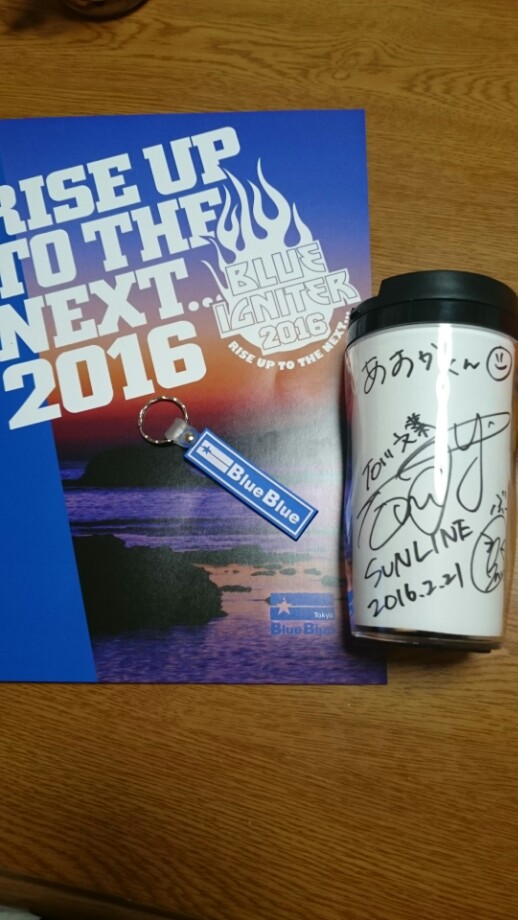 RISE UP
TO THE
NEXT...
2016
BLUE
IGNITER
2016
RISE UP TO THE NEXT...
BlueBlue
Tokyo
BlueBlue
あおかくん
SUNLINE
2016.2.21